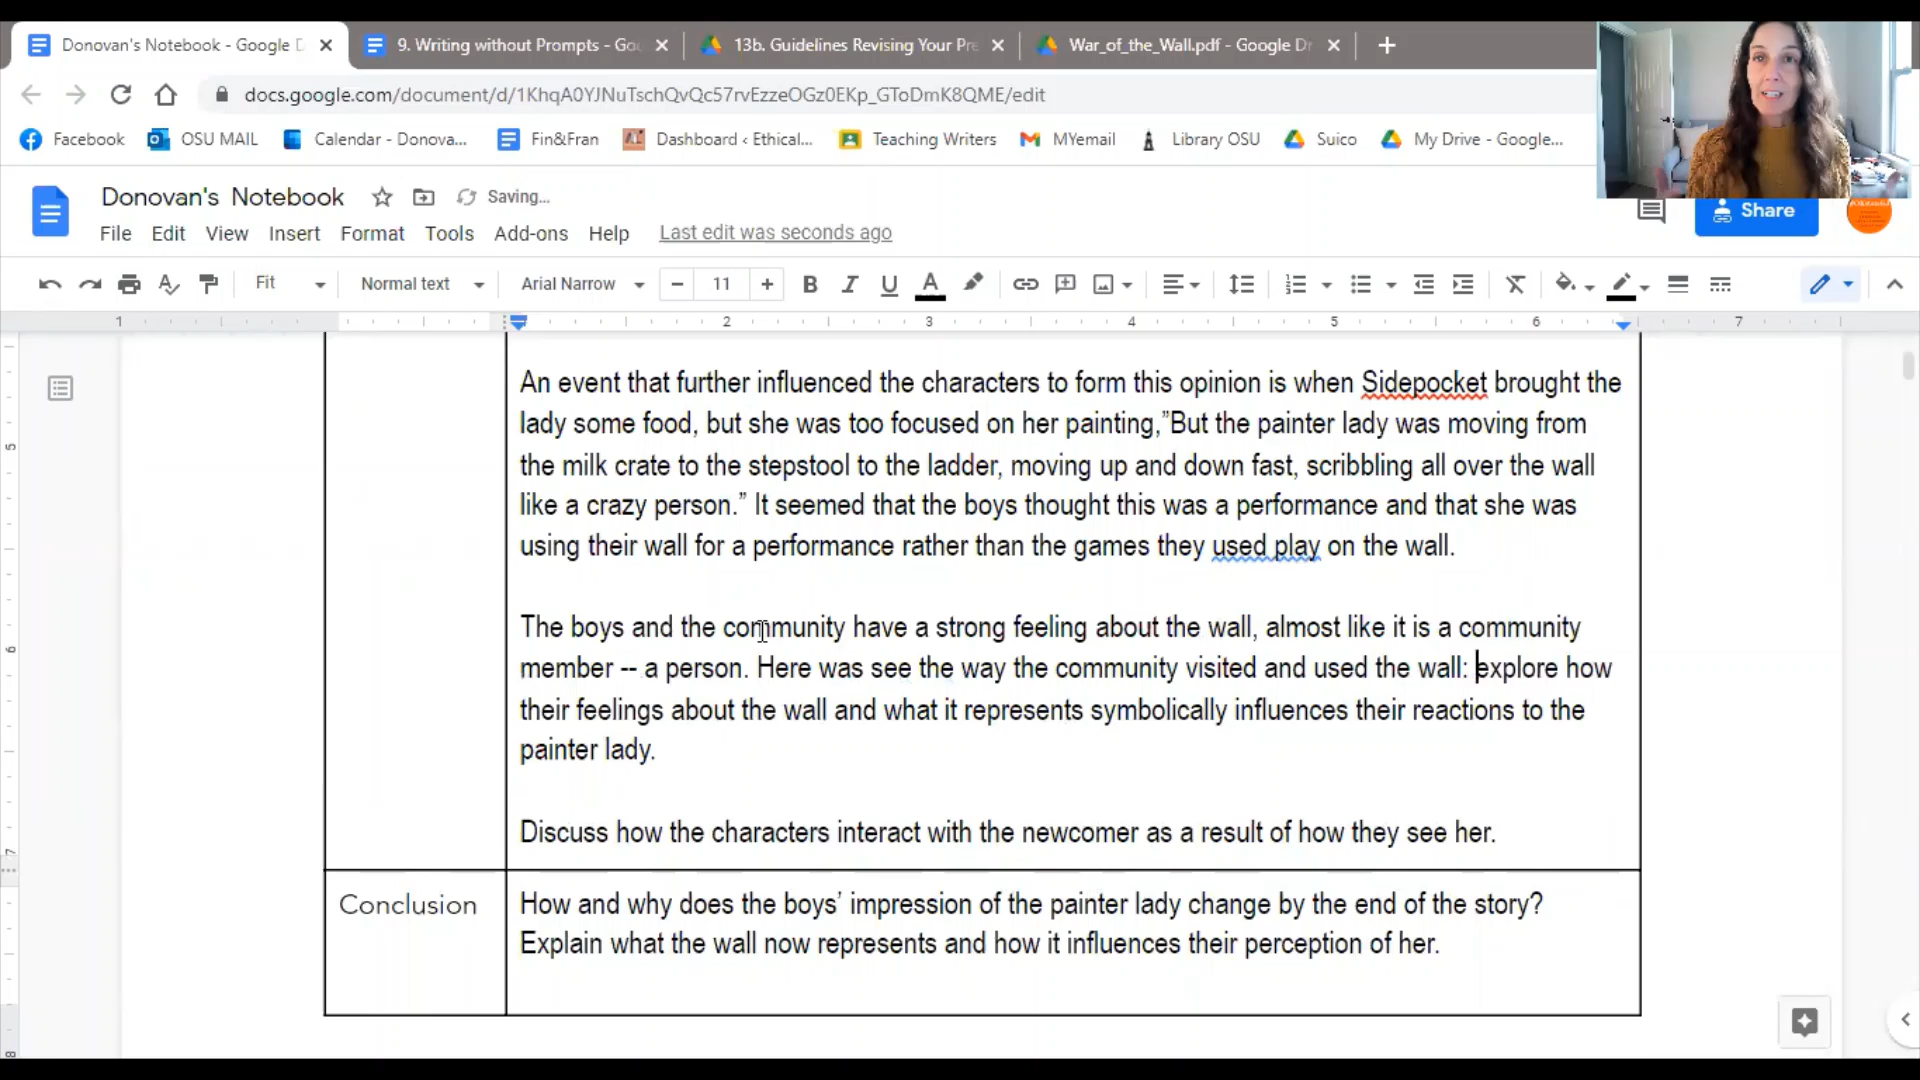 Donovan's Notebook - Google D
9. Writing without Prompts - Go
13b. Guidelines Revising Your Pre
War_of_the_Wall.pdf - Google Dr
docs.google.com/document/d/1KhqA0YJNuTschQvQc57rvEzzeOGz0EKp_GToDmK8QME/edit
Facebook OSU MAIL Calendar - Donova... Fin&Fran Dashboard ‹ Ethical... Teaching Writers MYemail Library OSU Suico My Drive - Google...
Donovan's Notebook Saving...
File Edit View Insert Format Tools Add-ons Help Last edit was seconds ago
Share
Fit Normal text Arial Narrow 11 B I U A
1 2 3 4 5 6 7
An event that further influenced the characters to form this opinion is when Sidepocket brought the
lady some food, but she was too focused on her painting,”But the painter lady was moving from
the milk crate to the stepstool to the ladder, moving up and down fast, scribbling all over the wall
like a crazy person.” It seemed that the boys thought this was a performance and that she was
using their wall for a performance rather than the games they used play on the wall.
The boys and the community have a strong feeling about the wall, almost like it is a community
member -- a person. Here was see the way the community visited and used the wall: explore how
their feelings about the wall and what it represents symbolically influences their reactions to the
painter lady.
Discuss how the characters interact with the newcomer as a result of how they see her.
Conclusion
How and why does the boys’ impression of the painter lady change by the end of the story?
Explain what the wall now represents and how it influences their perception of her.
5
6
7
8